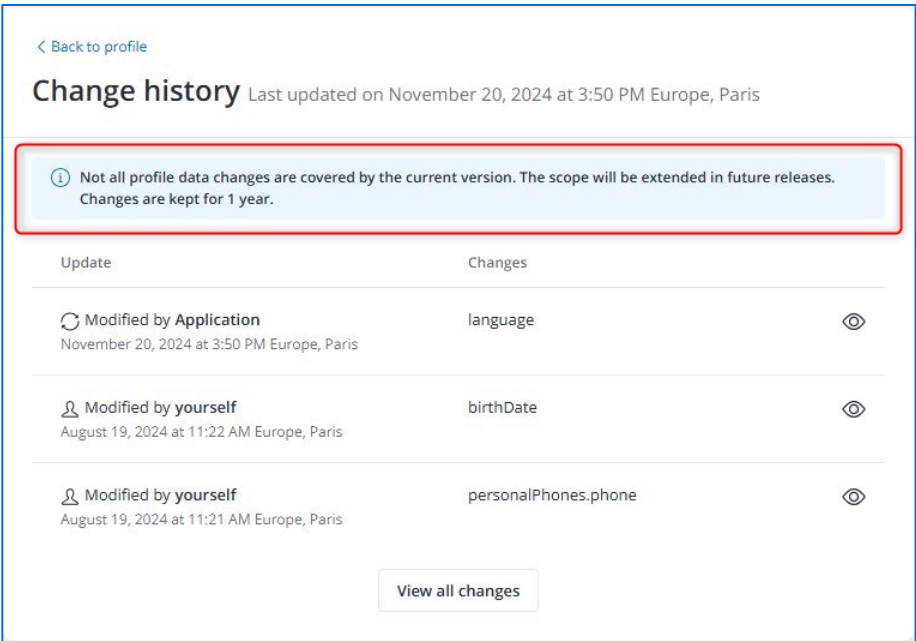 Back to profile
Change history Last updated on November 20, 2024 at 3:50 PM Europe, Paris
Not all profile data changes are covered by the current version. The scope will be extended in future releases.
Changes are kept for 1 year.
Update Changes
Modified by Application language
November 20, 2024 at 3:50 PM Europe, Paris
Modified by yourself birthDate
August 19, 2024 at 11:22 AM Europe, Paris
Modified by yourself personalPhones.phone
August 19, 2024 at 11:21 AM Europe, Paris
View all changes